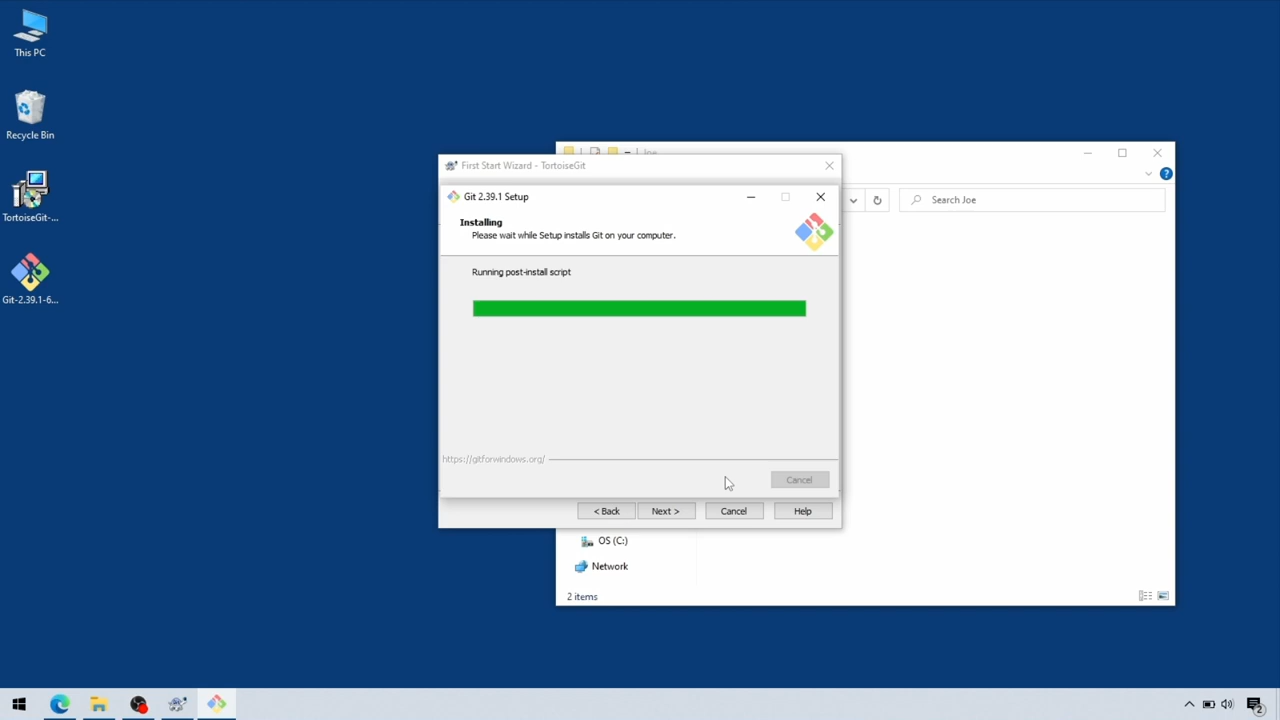 This PC
Recycle Bin
TortoiseGit-...
Git-2.39.1-6...
Joe
First Start Wizard - TortoiseGit
Git 2.39.1 Setup
Search Joe
Installing
Please wait while Setup installs Git on your computer.
Running post-install script
https://gitforwindows.org/
Cancel
< Back
Next >
Cancel
Help
OS (C:)
Network
2 items
2